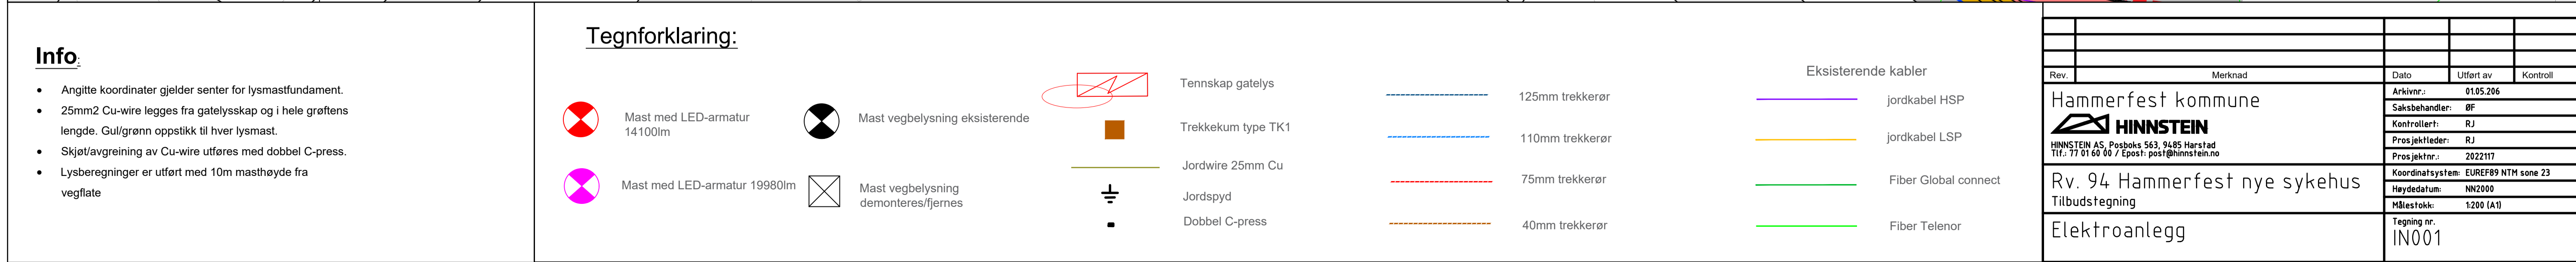 Info:
• Angitte koordinater gjelder senter for lysmastfundament.
• 25mm2 Cu-wire legges fra gatelysskap og i hele grøftens
lengde. Gul/grønn oppstikk til hver lysmast.
• Skjøt/avgreining av Cu-wire utføres med dobbel C-press.
• Lysberegninger er utført med 10m masthøyde fra
vegflate
Tegnforklaring:
Mast med LED-armatur
14100lm
Mast med LED-armatur 19980lm
Mast vegbelysning eksisterende
Mast vegbelysning
demonteres/fjernes
Tennskap gatelys
Trekkekum type TK1
Jordwire 25mm Cu
Jordspyd
Dobbel C-press
125mm trekkerør
110mm trekkerør
75mm trekkerør
40mm trekkerør
Eksisterende kabler
jordkabel HSP
jordkabel LSP
Fiber Global connect
Fiber Telenor
Rev. Merknad Dato Utført av Kontroll
Hammerfest kommune
HINNSTEIN
HINNSTEIN AS, Posboks 563, 9485 Harstad
Tlf.: 77 01 60 00 / Epost: post@hinnstein.no
Arkivnr.: 01.05.206
Saksbehandler: ØF
Kontrollert: RJ
Prosjektleder: RJ
Prosjektnr.: 2022117
Koordinatsystem: EUREF89 NTM sone 23
Høydedatum: NN2000
Målestokk: 1:200 (A1)
Rv. 94 Hammerfest nye sykehus
Tilbudstegning
Elektroanlegg
Tegning nr.
IN001